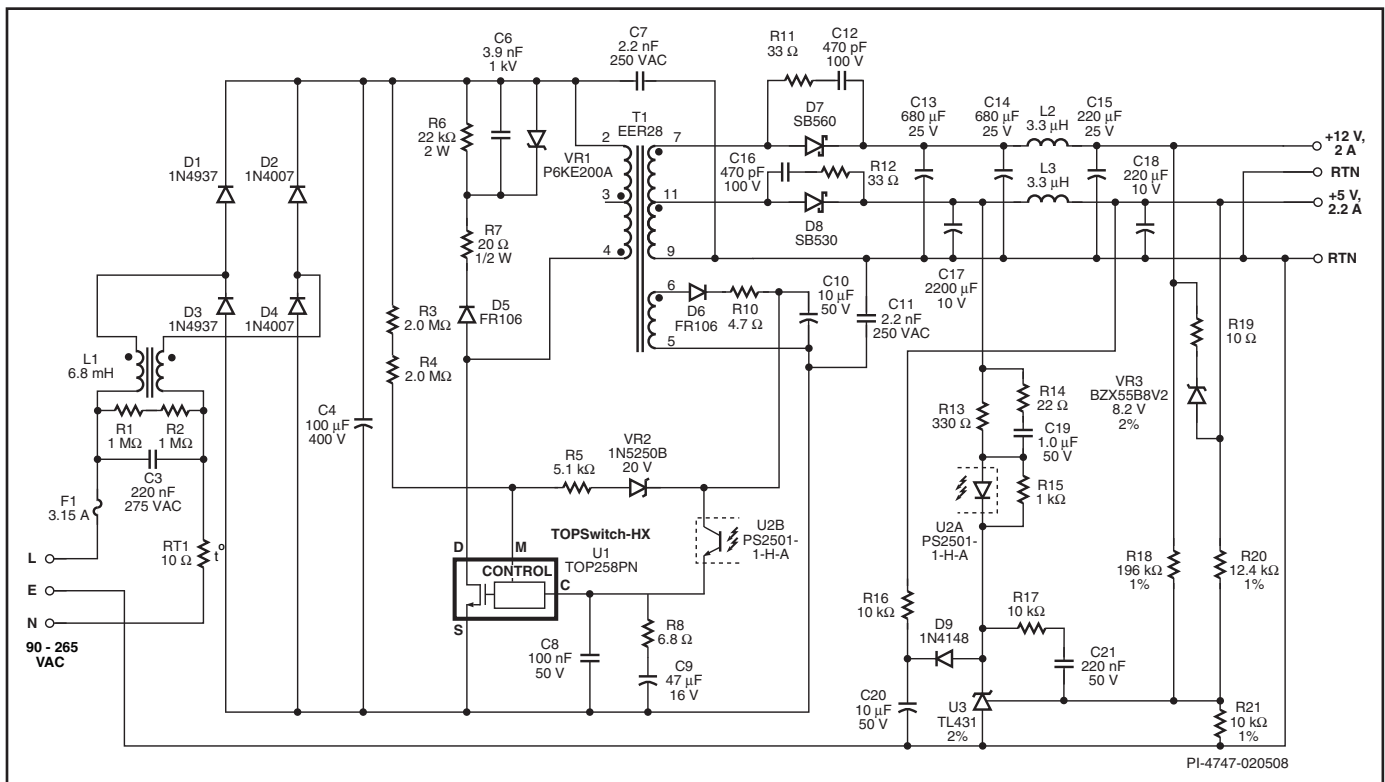 C6
3.9 nF
1 kV
C7
2.2 nF
250 VAC
R11
33 Ω
C12
470 pF
100 V
D7
SB560
C13
680 µF
25 V
C14
680 µF
25 V
L2
3.3 µH
C15
220 µF
25 V
+12 V,
2 A
RTN
+5 V,
2.2 A
RTN
R6
22 kΩ
2 W
VR1
P6KE200A
T1
EER28
2
3
4
7
11
9
6
5
C16
470 pF
100 V
R12
33 Ω
D8
SB530
L3
3.3 µH
C18
220 µF
10 V
D1
1N4937
D2
1N4007
R7
20 Ω
1/2 W
C17
2200 µF
10 V
D3
1N4937
D4
1N4007
R3
2.0 MΩ
D5
FR106
D6
FR106
R10
4.7 Ω
C10
10 µF
50 V
C11
2.2 nF
250 VAC
R19
10 Ω
L1
6.8 mH
R4
2.0 MΩ
R1
1 MΩ
R2
1 MΩ
C4
100 µF
400 V
R13
330 Ω
R14
22 Ω
C19
1.0 µF
50 V
VR3
BZX55B8V2
8.2 V
2%
C3
220 nF
275 VAC
R5
5.1 kΩ
VR2
1N5250B
20 V
R15
1 kΩ
F1
3.15 A
U2B
PS2501-
1-H-A
U2A
PS2501-
1-H-A
RT1
10 Ω
t°
L
E
N
90 - 265
VAC
D
M
TOPSwitch-HX
U1
TOP258PN
CONTROL
C
S
R18
196 kΩ
1%
R20
12.4 kΩ
1%
R16
10 kΩ
R17
10 kΩ
D9
1N4148
C8
100 nF
50 V
R8
6.8 Ω
C9
47 µF
16 V
C21
220 nF
50 V
C20
10 µF
50 V
U3
TL431
2%
R21
10 kΩ
1%
PI-4747-020508